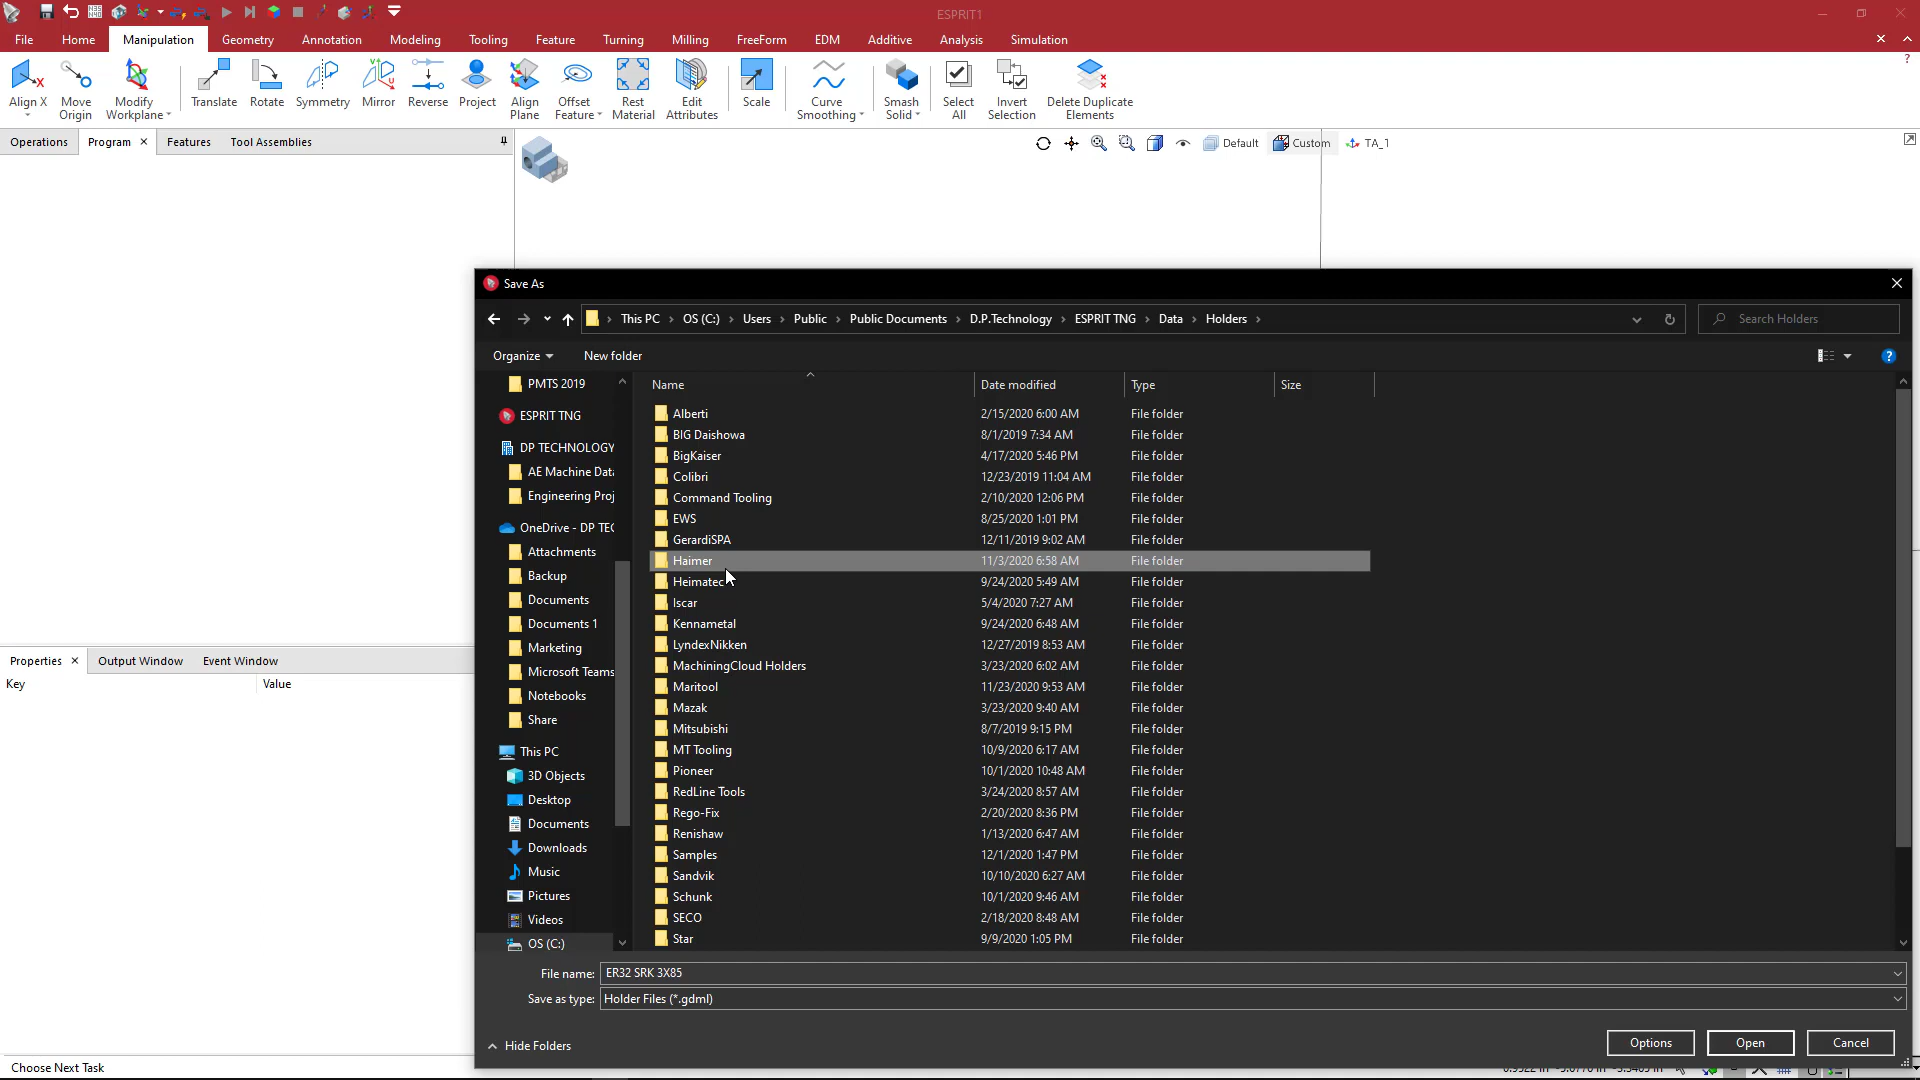 ESPRIT1
File Home Manipulation Geometry Annotation Modeling Tooling Feature Turning Milling FreeForm EDM Additive Analysis Simulation
Align X
Move Origin
Modify Workplane
Translate
Rotate
Symmetry
Mirror
Reverse
Project
Align Plane
Offset Feature
Rest Material
Edit Attributes
Scale
Curve Smoothing
Smash Solid
Select All
Invert Selection
Delete Duplicate Elements
Operations Program Features Tool Assemblies
Default Custom TA_1
Save As
This PC OS (C:) Users Public Public Documents D.P.Technology ESPRIT TNG Data Holders
Search Holders
Organize New folder
PMTS 2019
ESPRIT TNG
DP TECHNOLOGY
AE Machine Data
Engineering Proj
OneDrive - DP TEC
Attachments
Backup
Documents
Documents 1
Marketing
Microsoft Teams
Notebooks
Share
This PC
3D Objects
Desktop
Documents
Downloads
Music
Pictures
Videos
OS (C:)
Name Date modified Type Size
Alberti 2/15/2020 6:00 AM File folder
BIG Daishowa 8/1/2019 7:34 AM File folder
BigKaiser 4/17/2020 5:46 PM File folder
Colibri 12/23/2019 11:04 AM File folder
Command Tooling 2/10/2020 12:06 PM File folder
EWS 8/25/2020 1:01 PM File folder
GerardiSPA 12/11/2019 9:02 AM File folder
Haimer 11/3/2020 6:58 AM File folder
Heimatec 9/24/2020 5:49 AM File folder
Iscar 5/4/2020 7:27 AM File folder
Kennametal 9/24/2020 6:48 AM File folder
LyndexNikken 12/27/2019 8:53 AM File folder
MachiningCloud Holders 3/23/2020 6:02 AM File folder
Maritool 11/23/2020 9:53 AM File folder
Mazak 3/23/2020 9:40 AM File folder
Mitsubishi 8/7/2019 9:15 PM File folder
MT Tooling 10/9/2020 6:17 AM File folder
Pioneer 10/1/2020 10:48 AM File folder
RedLine Tools 3/24/2020 8:57 AM File folder
Rego-Fix 2/20/2020 8:36 PM File folder
Renishaw 1/13/2020 6:47 AM File folder
Samples 12/1/2020 1:47 PM File folder
Sandvik 10/10/2020 6:27 AM File folder
Schunk 10/1/2020 9:46 AM File folder
SECO 2/18/2020 8:48 AM File folder
Star 9/9/2020 1:05 PM File folder
File name: ER32 SRK 3X85
Save as type: Holder Files (*.gdml)
Hide Folders
Options Open Cancel
Properties Output Window Event Window
Key Value
Choose Next Task